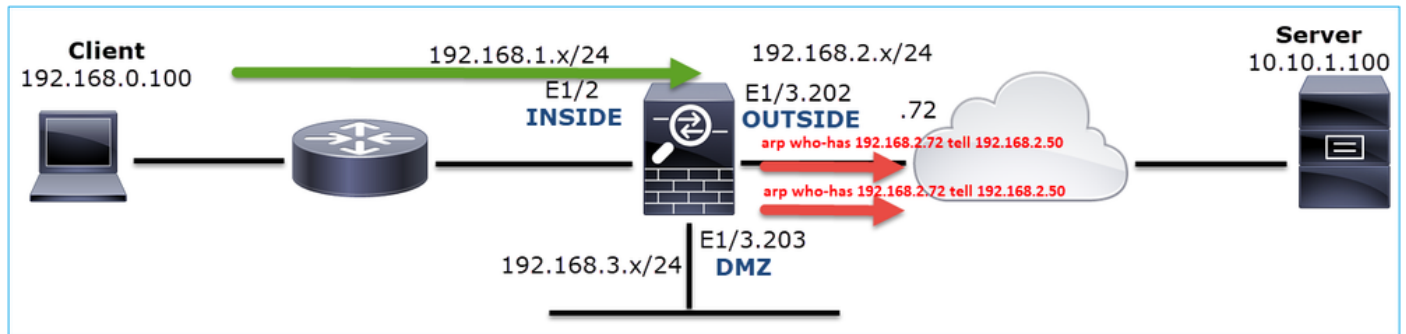 Client
192.168.0.100
192.168.1.x/24
E1/2
INSIDE
192.168.2.x/24
E1/3.202
OUTSIDE
.72
arp who-has 192.168.2.72 tell 192.168.2.50
arp who-has 192.168.2.72 tell 192.168.2.50
Server
10.10.1.100
E1/3.203
DMZ
192.168.3.x/24